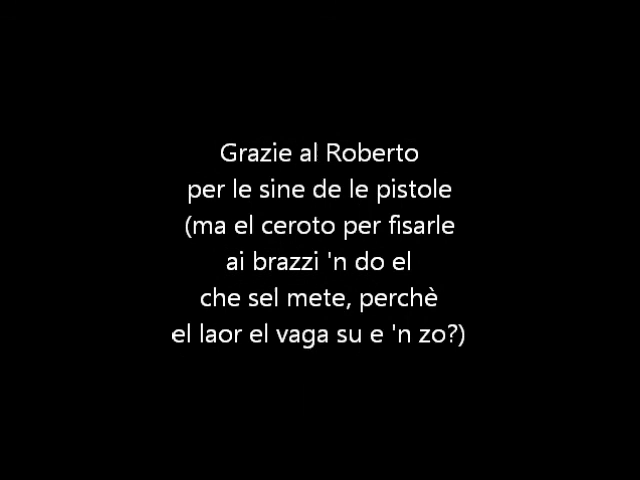 Grazie al Roberto
per le sine de le pistole
(ma el ceroto per fisarle
ai brazzi 'n do el
che sel mete, perchè
el laor el vaga su e 'n zo?)